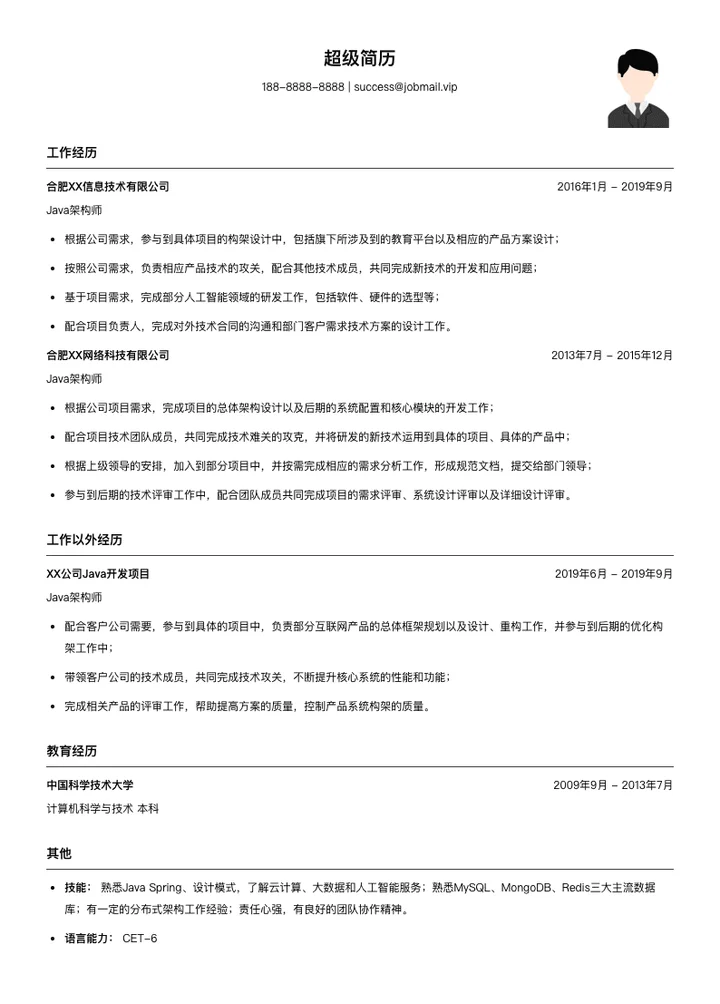 超级简历
188-8888-8888 | success@jobmail.vip
工作经历
合肥XX信息技术有限公司 2016年1月 – 2019年9月
Java架构师
• 根据公司需求，参与到具体项目的构架设计中，包括旗下所涉及到的教育平台以及相应的产品方案设计；
• 按照公司需求，负责相应产品技术的攻关，配合其他技术成员，共同完成新技术的开发和应用问题；
• 基于项目需求，完成部分人工智能领域的研发工作，包括软件、硬件的选型等；
• 配合项目负责人，完成对外技术合同的沟通和部门客户需求技术方案的设计工作。
合肥XX网络科技有限公司 2013年7月 – 2015年12月
Java架构师
• 根据公司项目需求，完成项目的总体架构设计以及后期的系统配置和核心模块的开发工作；
• 配合项目技术团队成员，共同完成技术难关的攻克，并将研发的新技术运用到具体的项目、具体的产品中；
• 根据上级领导的安排，加入到部分项目中，并按需完成相应的需求分析工作，形成规范文档，提交给部门领导；
• 参与到后期的技术评审工作中，配合团队成员共同完成项目的需求评审、系统设计评审以及详细设计评审。
工作以外经历
XX公司Java开发项目 2019年6月 – 2019年9月
Java架构师
• 配合客户公司需要，参与到具体的项目中，负责部分互联网产品的总体框架规划以及设计、重构工作，并参与到后期的优化构
架工作中；
• 带领客户公司的技术成员，共同完成技术攻关，不断提升核心系统的性能和功能；
• 完成相关产品的评审工作，帮助提高方案的质量，控制产品系统构架的质量。
教育经历
中国科学技术大学 2009年9月 – 2013年7月
计算机科学与技术 本科
其他
• 技能： 熟悉Java Spring、设计模式，了解云计算、大数据和人工智能服务；熟悉MySQL、MongoDB、Redis三大主流数据
库；有一定的分布式架构工作经验；责任心强，有良好的团队协作精神。
• 语言能力： CET-6